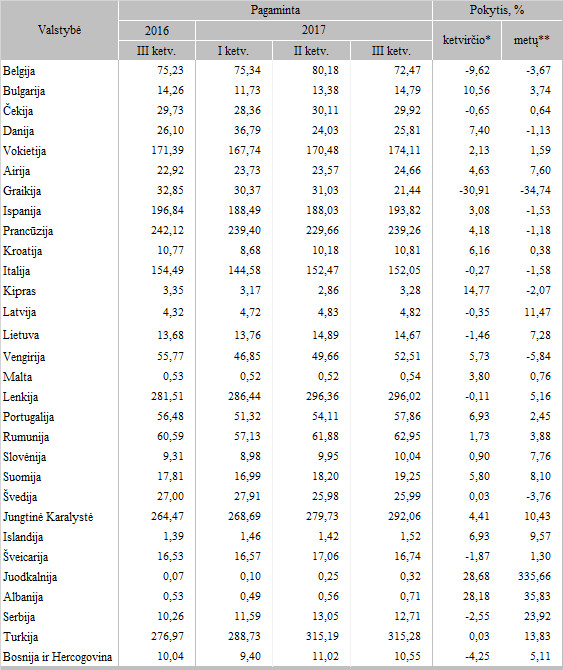 Valstybė Pagaminta Pokytis, %
2016 2017 ketvirčio* metų**
III ketv. I ketv. II ketv. III ketv.
Belgija 75,23 75,34 80,18 72,47 -9,62 -3,67
Bulgarija 14,26 11,73 13,38 14,79 10,56 3,74
Čekija 29,73 28,36 30,11 29,92 -0,65 0,64
Danija 26,10 36,79 24,03 25,81 7,40 -1,13
Vokietija 171,39 167,74 170,48 174,11 2,13 1,59
Airija 22,92 23,73 23,57 24,66 4,63 7,60
Graikija 32,85 30,37 31,03 21,44 -30,91 -34,74
Ispanija 196,84 188,49 188,03 193,82 3,08 -1,53
Prancūzija 242,12 239,40 229,66 239,26 4,18 -1,18
Kroatija 10,77 8,68 10,18 10,81 6,16 0,38
Italija 154,49 144,58 152,47 152,05 -0,27 -1,58
Kipras 3,35 3,17 2,86 3,28 14,77 -2,07
Latvija 4,32 4,72 4,83 4,82 -0,35 11,47
Lietuva 13,68 13,76 14,89 14,67 -1,46 7,28
Vengirija 55,77 46,85 49,66 52,51 5,73 -5,84
Malta 0,53 0,52 0,52 0,54 3,80 0,76
Lenkija 281,51 286,44 296,36 296,02 -0,11 5,16
Portugalija 56,48 51,32 54,11 57,86 6,93 2,45
Rumunija 60,59 57,13 61,88 62,95 1,73 3,88
Slovėnija 9,31 8,98 9,95 10,04 0,90 7,76
Suomija 17,81 16,99 18,20 19,25 5,80 8,10
Švedija 27,00 27,91 25,98 25,99 0,03 -3,76
Jungtinė Karalystė 264,47 268,69 279,73 292,06 4,41 10,43
Islandija 1,39 1,46 1,42 1,52 6,93 9,57
Šveicarija 16,53 16,57 17,06 16,74 -1,87 1,30
Juodkalnija 0,07 0,10 0,25 0,32 28,68 335,66
Albanija 0,53 0,49 0,56 0,71 28,18 35,83
Serbija 10,26 11,59 13,05 12,71 -2,55 23,92
Turkija 276,97 288,73 315,19 315,28 0,03 13,83
Bosnija ir Hercogovina 10,04 9,40 11,02 10,55 -4,25 5,11